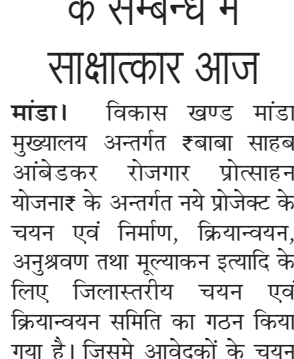 के सम्बन्ध में
साक्षात्कार आज
मांडा। विकास खण्ड मांडा
मुख्यालय अन्तर्गत ₹बाबा साहब
आंबेडकर रोजगार प्रोत्साहन
योजना₹ के अन्तर्गत नये प्रोजेक्ट के
चयन एवं निर्माण, क्रियान्वयन,
अनुश्रवण तथा मूल्याकन इत्यादि के
लिए जिलास्तरीय चयन एवं
क्रियान्वयन समिति का गठन किया
गया है। जिसमे आवेदकों के चयन